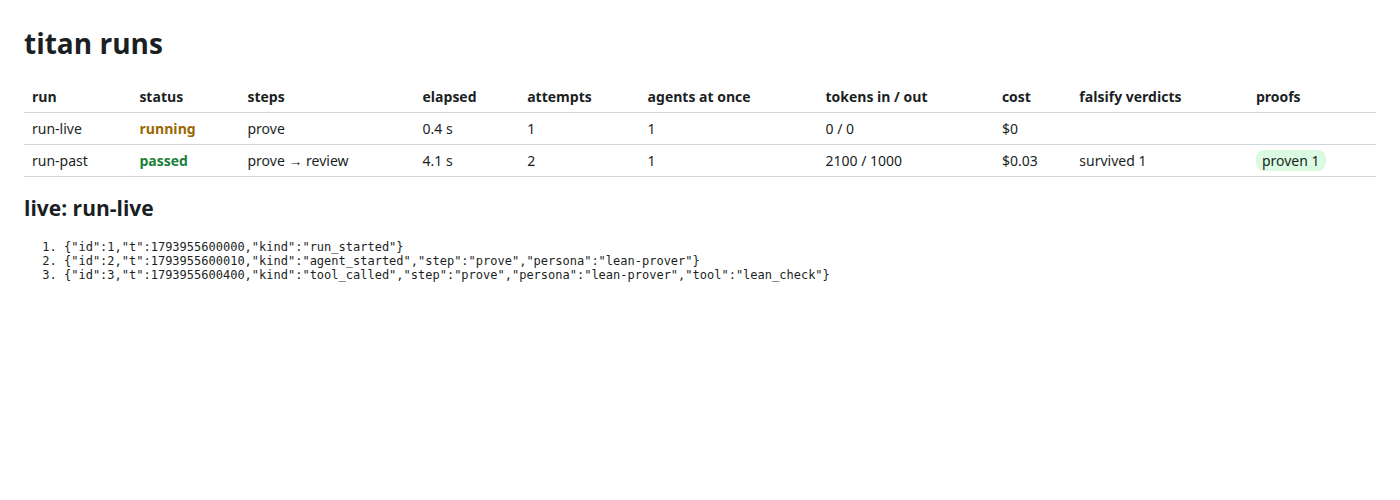 titan runs
run status steps elapsed attempts agents at once tokens in / out cost falsify verdicts proofs
run-live running prove 0.4 s 1 1 0 / 0 $0
run-past passed prove → review 4.1 s 2 1 2100 / 1000 $0.03 survived 1 proven 1
live: run-live
1. {"id":1,"t":1793955600000,"kind":"run_started"}
2. {"id":2,"t":1793955600010,"kind":"agent_started","step":"prove","persona":"lean-prover"}
3. {"id":3,"t":1793955600400,"kind":"tool_called","step":"prove","persona":"lean-prover","tool":"lean_check"}